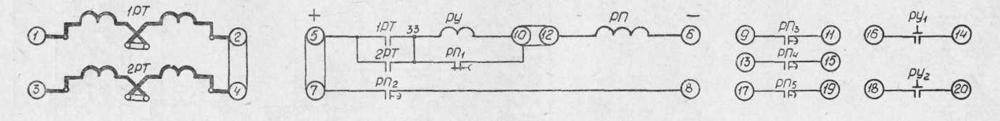 1РТ
1 2
2РТ
3 4
+ −
5 1РТ 33 РУ 10 12 РП 6
2РТ РП1
7 РП2 8
9 РП3 11
13 РП4 15
17 РП5 19
16 РУ1 14
18 РУ2 20